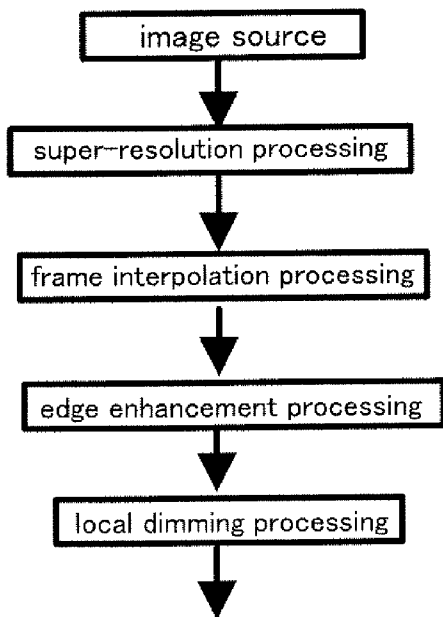 image source
super-resolution processing
frame interpolation processing
edge enhancement processing
local dimming processing